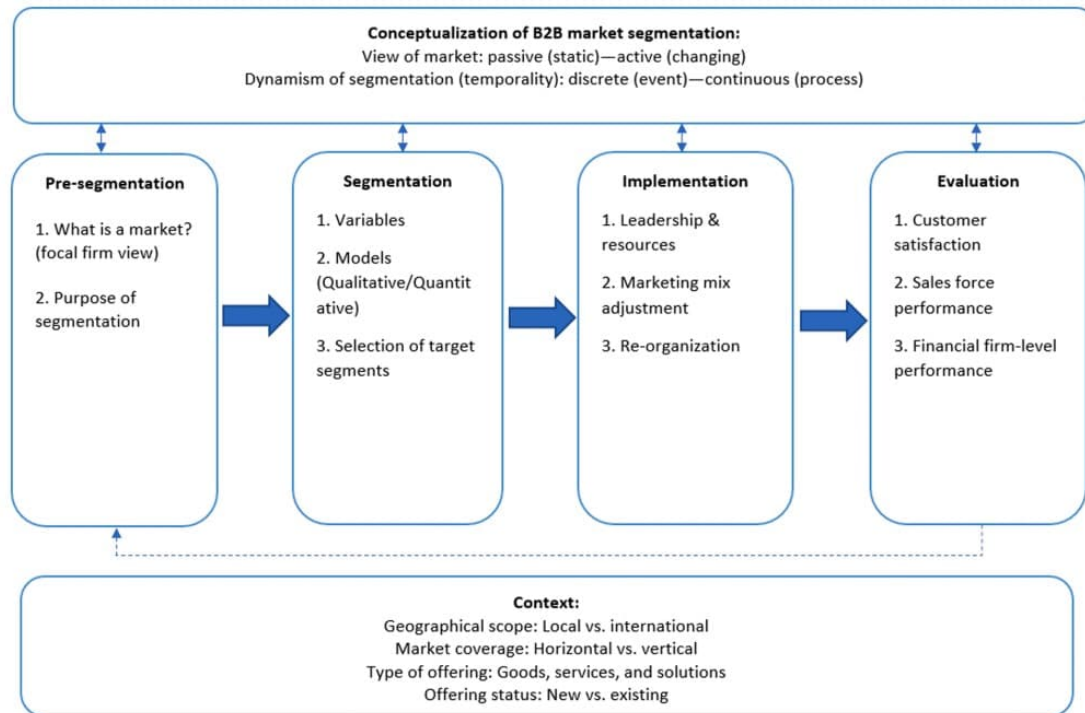 Conceptualization of B2B market segmentation:
View of market: passive (static)—active (changing)
Dynamism of segmentation (temporality): discrete (event)—continuous (process)
Pre-segmentation
1. What is a market?
(focal firm view)
2. Purpose of
segmentation
Segmentation
1. Variables
2. Models
(Qualitative/Quantit
ative)
3. Selection of target
segments
Implementation
1. Leadership &
resources
2. Marketing mix
adjustment
3. Re-organization
Evaluation
1. Customer
satisfaction
2. Sales force
performance
3. Financial firm-level
performance
Context:
Geographical scope: Local vs. international
Market coverage: Horizontal vs. vertical
Type of offering: Goods, services, and solutions
Offering status: New vs. existing